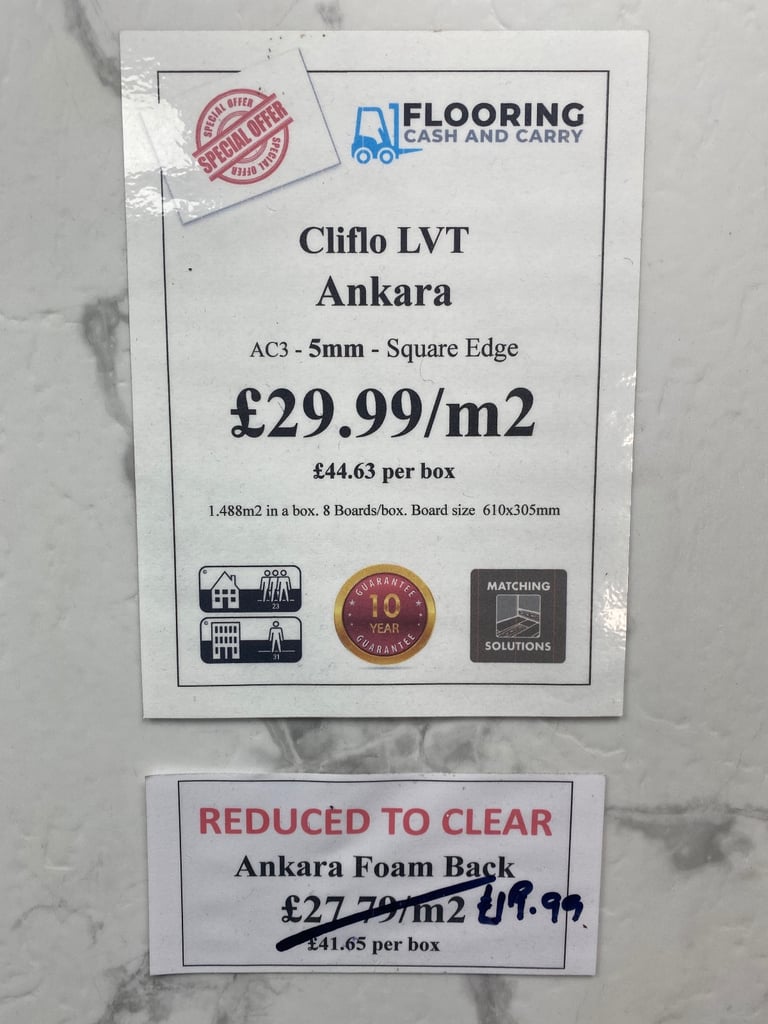 SPECIAL OFFER
SPECIAL OFFER
SPECIAL OFFER
FLOORING
CASH AND CARRY
Cliflo LVT
Ankara
AC3 - 5mm - Square Edge
£29.99/m2
£44.63 per box
1.488m2 in a box. 8 Boards/box. Board size 610x305mm
23
31
GUARANTEE
10
YEAR
GUARANTEE
MATCHING
SOLUTIONS
REDUCED TO CLEAR
Ankara Foam Back
£27.79/m2 £19.99
£41.65 per box